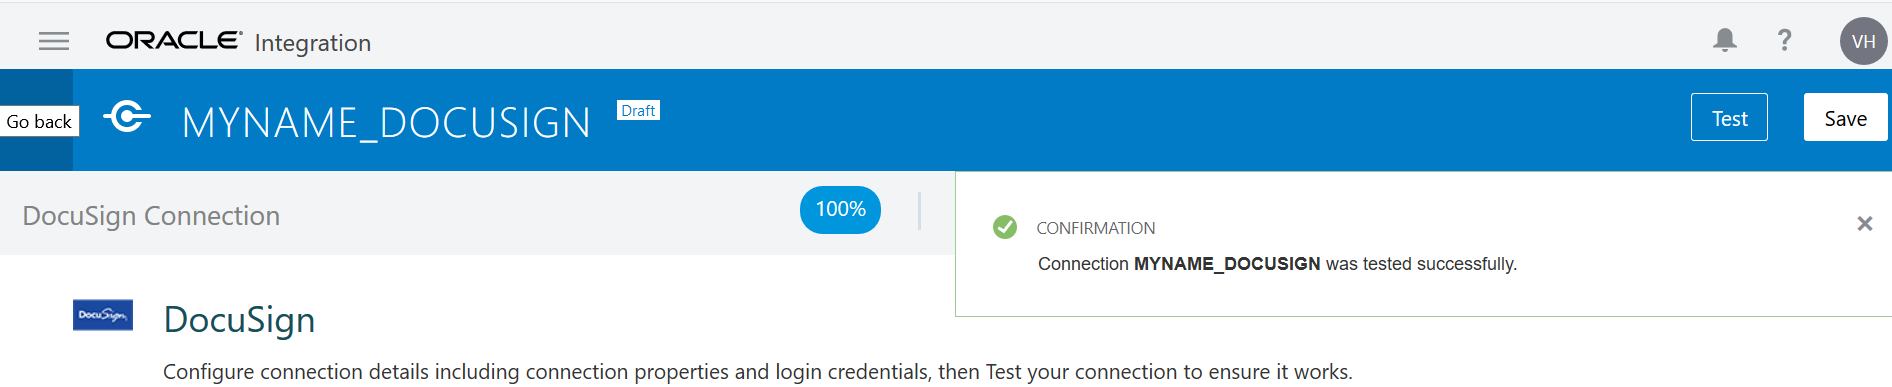 ORACLE Integration
? VH
Go back
MYNAME_DOCUSIGN Draft
Test Save
DocuSign Connection 100%
CONFIRMATION
Connection MYNAME_DOCUSIGN was tested successfully.
DocuSign DocuSign
Configure connection details including connection properties and login credentials, then Test your connection to ensure it works.